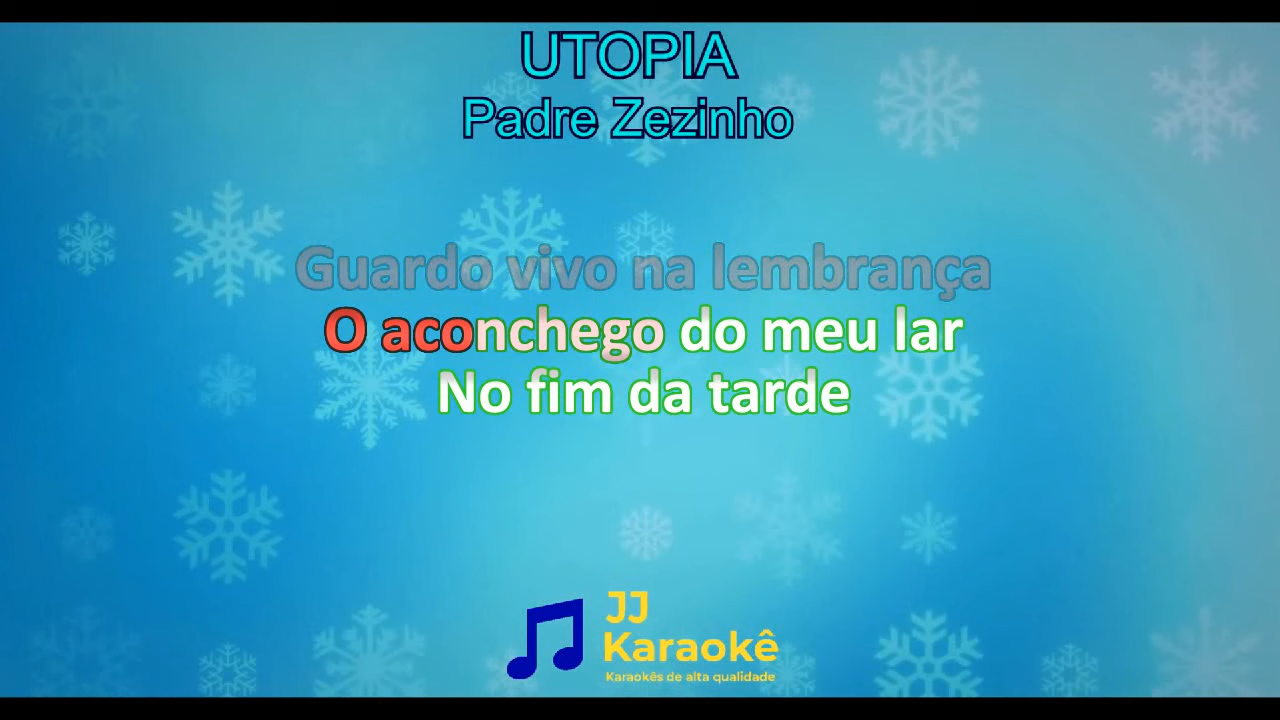 UTOPIA
Padre Zezinho
Guardo vivo na lembrança
O aconchego do meu lar
No fim da tarde
JJ
Karaokê
Karaokês de alta qualidade